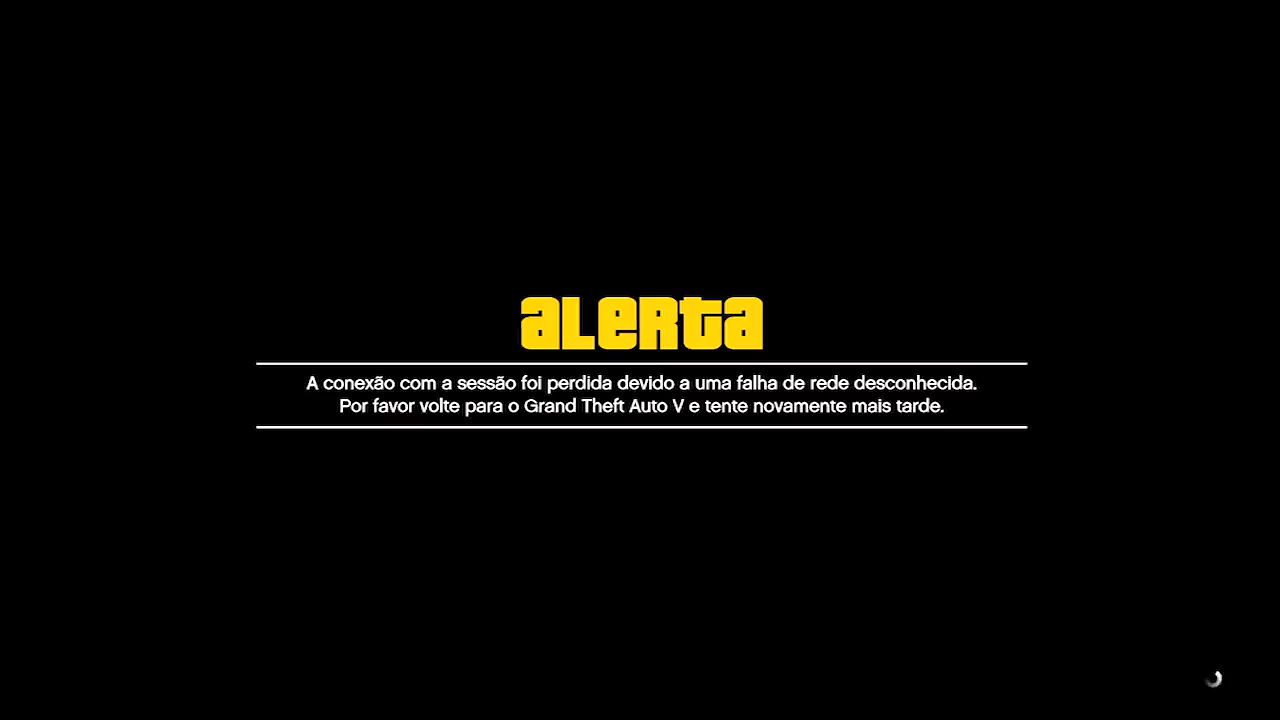 ALERTA
A conexão com a sessão foi perdida devido a uma falha de rede desconhecida.
Por favor volte para o Grand Theft Auto V e tente novamente mais tarde.